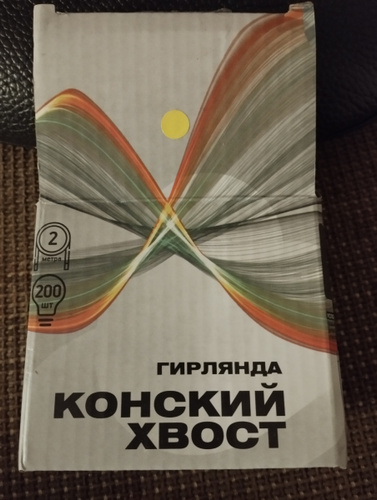 2
метра
200
шт
ГИРЛЯНДА
КОНСКИЙ
ХВОСТ